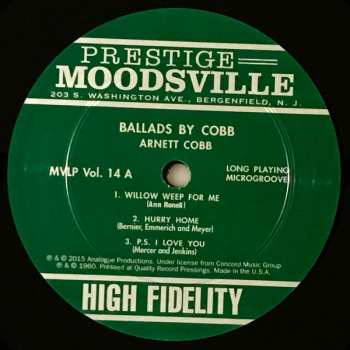 PRESTIGE
MOODSVILLE
203 S. WASHINGTON AVE., BERGENFIELD, N. J.
BALLADS BY COBB
ARNETT COBB
MVLP Vol. 14 A
LONG PLAYING
MICROGROOVE
1. WILLOW WEEP FOR ME
(Ann Ronell)
2. HURRY HOME
(Bernier, Emmerich and Meyer)
3. P.S. I LOVE YOU
(Mercer and Jenkins)
℗ & © 2015 Analogue Productions. Under license from Concord Music Group
℗ & © 1960. Pressed at Quality Record Pressings. Made in the U.S.A.
HIGH FIDELITY